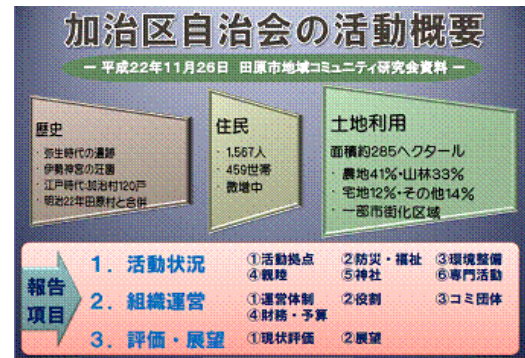 加治区自治会の活動概要
－ 平成22年11月26日 田原市地域コミュニティ研究会資料 －
歴史
・弥生時代の遺跡
・伊勢神宮の荘園
・江戸時代・加治村120戸
・明治22年田原村と合併
住民
・1,567人
・459世帯
・微増中
土地利用
面積約285ヘクタール
・農地41%・山林33%
・宅地12%・その他14%
・一部市街化区域
報告項目
1．活動状況
①活動拠点 ②防災・福祉 ③環境整備
④親睦 ⑤神社 ⑥専門活動
2．組織運営
①運営体制 ②役割 ③コミ団体
④財務・予算
3．評価・展望
①現状評価 ②展望